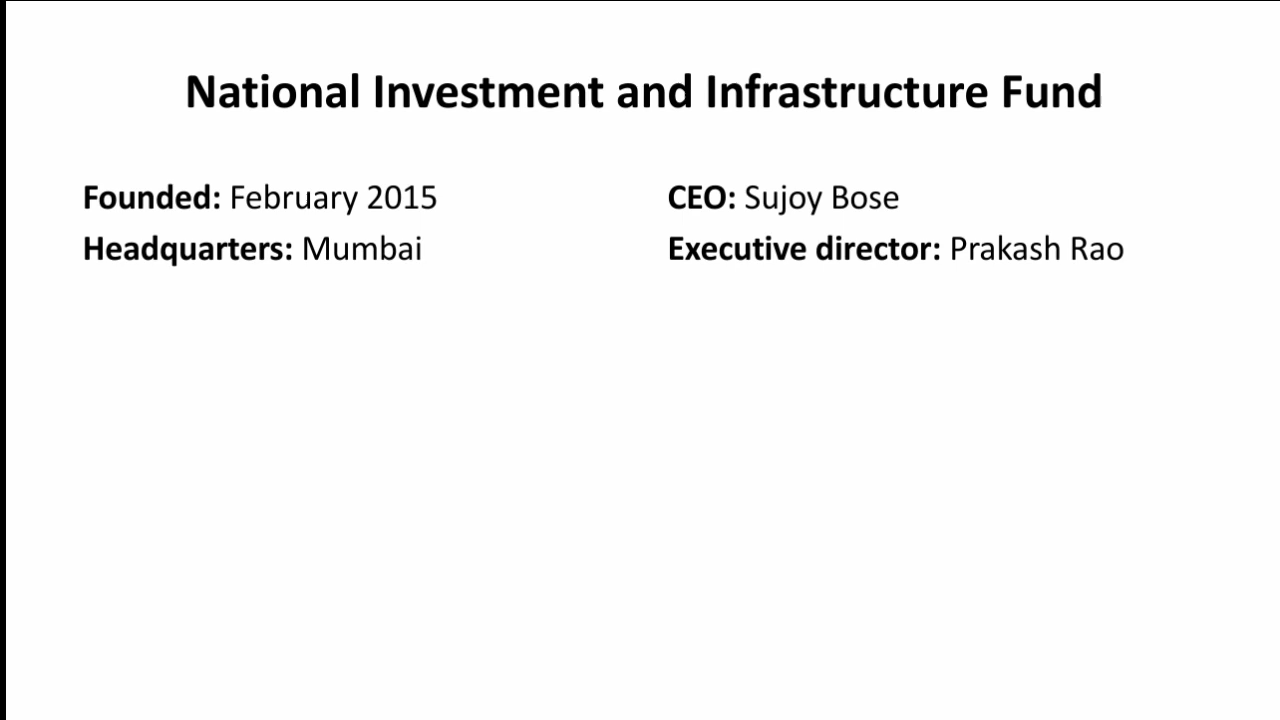 National Investment and Infrastructure Fund
Founded: February 2015
Headquarters: Mumbai
CEO: Sujoy Bose
Executive director: Prakash Rao